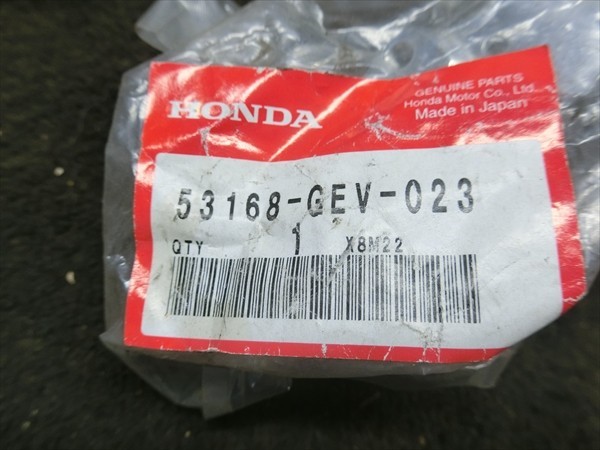 GENUINE PARTS
Honda Motor Co., Ltd.
Made in Japan
HONDA
53168-GEV-023
QTY 1 X8M22